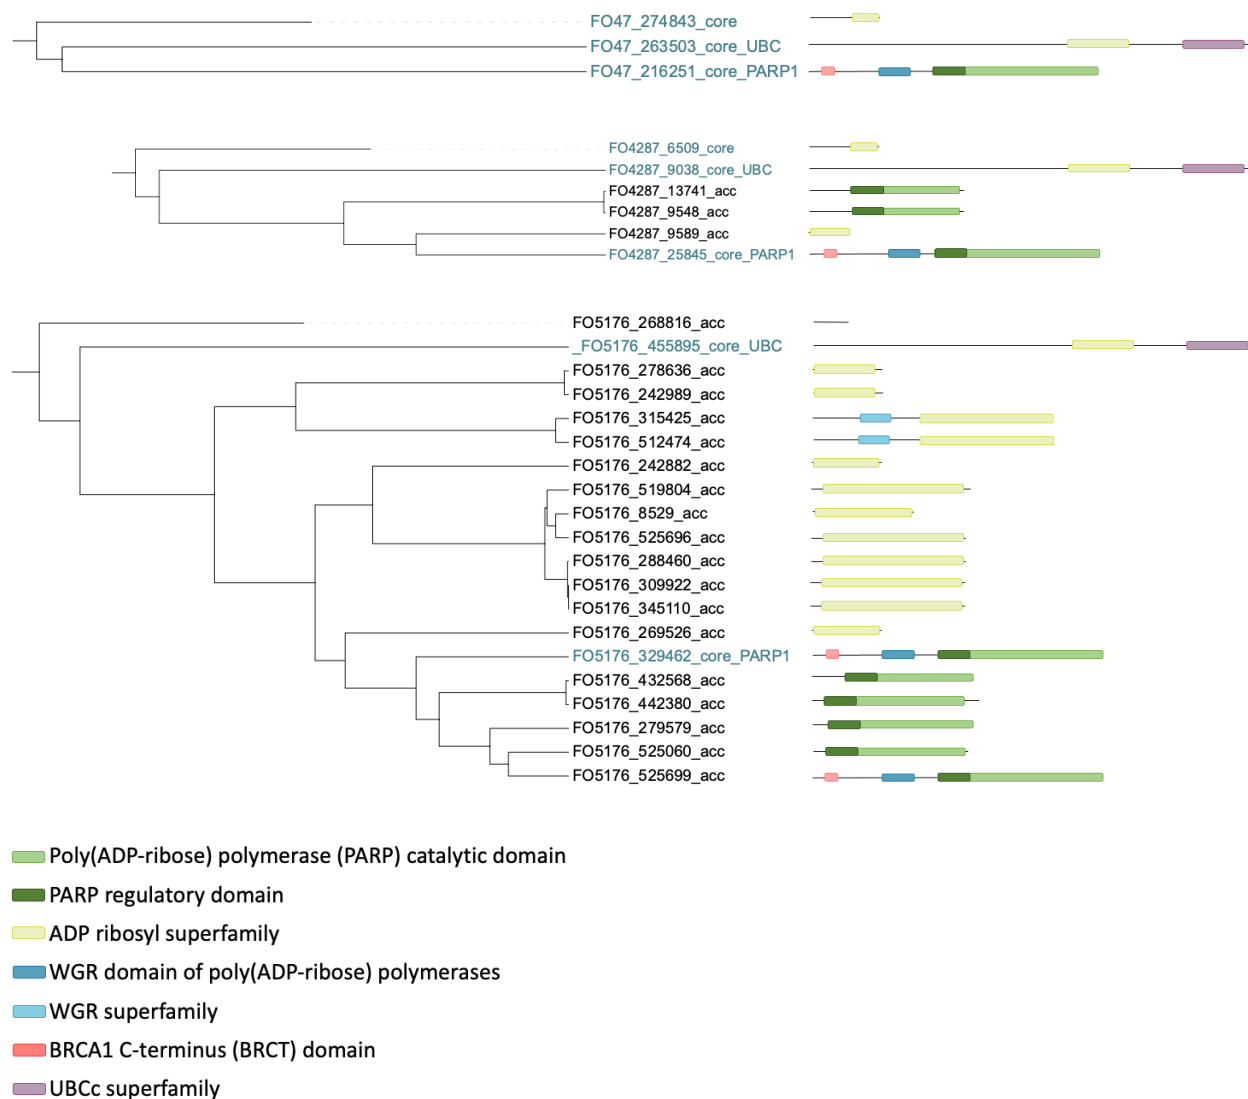 FO47_274843_core
FO47_263503_core_UBC
FO47_216251_core_PARP1
FO4287_6509_core
FO4287_9038_core_UBC
FO4287_13741_acc
FO4287_9548_acc
FO4287_9589_acc
FO4287_25845_core_PARP1
FO5176_268816_acc
_FO5176_455895_core_UBC
FO5176_278636_acc
FO5176_242989_acc
FO5176_315425_acc
FO5176_512474_acc
FO5176_242882_acc
FO5176_519804_acc
FO5176_8529_acc
FO5176_525696_acc
FO5176_288460_acc
FO5176_309922_acc
FO5176_345110_acc
FO5176_269526_acc
FO5176_329462_core_PARP1
FO5176_432568_acc
FO5176_442380_acc
FO5176_279579_acc
FO5176_525060_acc
FO5176_525699_acc
Poly(ADP-ribose) polymerase (PARP) catalytic domain
PARP regulatory domain
ADP ribosyl superfamily
WGR domain of poly(ADP-ribose) polymerases
WGR superfamily
BRCA1 C-terminus (BRCT) domain
UBCc superfamily